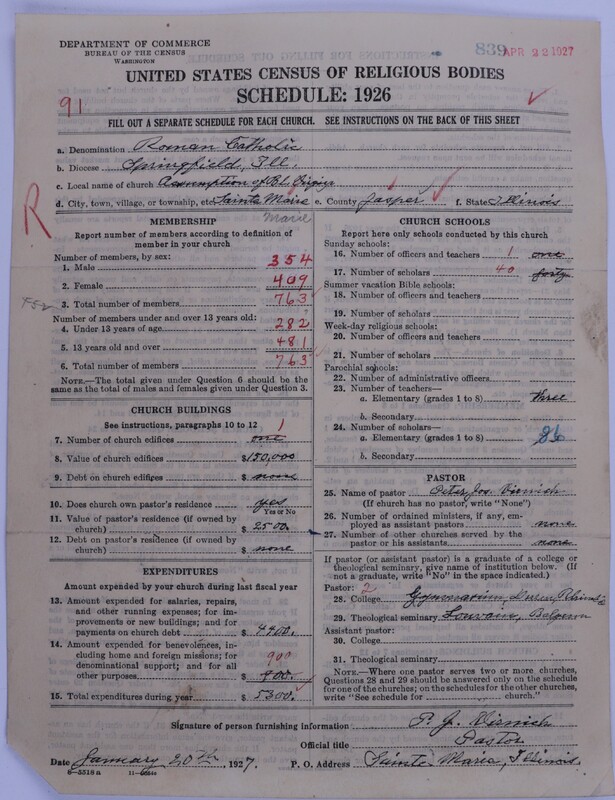 DEPARTMENT OF COMMERCE
BUREAU OF THE CENSUS
WASHINGTON
839 APR 22 1927
UNITED STATES CENSUS OF RELIGIOUS BODIES
SCHEDULE: 1926
91
FILL OUT A SEPARATE SCHEDULE FOR EACH CHURCH. SEE INSTRUCTIONS ON THE BACK OF THIS SHEET
a. Denomination Roman Catholic
b. Diocese Springfield, Ill.
c. Local name of church Assumption of Bl. Virgin
d. City, town, village, or township, etc Sainte Marie e. County Jasper f. State Illinois
Marie
R
MEMBERSHIP
Report number of members according to definition of
member in your church
Number of members, by sex:
1. Male 354
2. Female 409
3. Total number of members 763
Number of members under and over 13 years old:
4. Under 13 years of age 282
5. 13 years old and over 481
6. Total number of members 763
NOTE.—The total given under Question 6 should be
the same as the total of males and females given under Question 3.
CHURCH BUILDINGS
See instructions, paragraphs 10 to 12
7. Number of church edifices one 1
8. Value of church edifices $150,000
9. Debt on church edifices $ none
10. Does church own pastor's residence yes
Yes or No
11. Value of pastor's residence (if owned by
church) $ 2500.
12. Debt on pastor's residence (if owned by
church) $ none
EXPENDITURES
Amount expended by your church during last fiscal year
13. Amount expended for salaries, repairs,
and other running expenses; for im-
provements or new buildings; and for
payments on church debt $ 4400.
14. Amount expended for benevolences, in-
cluding home and foreign missions; for
denominational support; and for all
other purposes $ 900
15. Total expenditures during year $ 5300.
CHURCH SCHOOLS
Report here only schools conducted by this church
Sunday schools:
16. Number of officers and teachers 1 one
17. Number of scholars 40 forty
Summer vacation Bible schools:
18. Number of officers and teachers
19. Number of scholars
Week-day religious schools:
20. Number of officers and teachers
21. Number of scholars
Parochial schools:
22. Number of administrative officers
23. Number of teachers—
a. Elementary (grades 1 to 8) three
b. Secondary
24. Number of scholars—
a. Elementary (grades 1 to 8) 86
b. Secondary
PASTOR
25. Name of pastor Peter Jos. Virnich
(If church has no pastor, write "None")
26. Number of ordained ministers, if any, em-
ployed as assistant pastors none
27. Number of other churches served by the
pastor or his assistants none
If pastor (or assistant pastor) is a graduate of a college or
theological seminary, give name of institution below. (If
not a graduate, write "No" in the space indicated.)
Pastor: 2
28. College Gymnasium, Düren,
29. Theological seminary Louvain, Belgium
Assistant pastor:
30. College
31. Theological seminary
NOTE.—Where one pastor serves two or more churches,
Questions 28 and 29 should be answered only on the schedule
for one of the churches; on the schedules for the other churches,
write "See schedule for church."
Signature of person furnishing information P. J. Virnich
Official title Pastor
Date January 20th, 1927. P. O. Address Sainte Marie, Illinois
8—5518 a